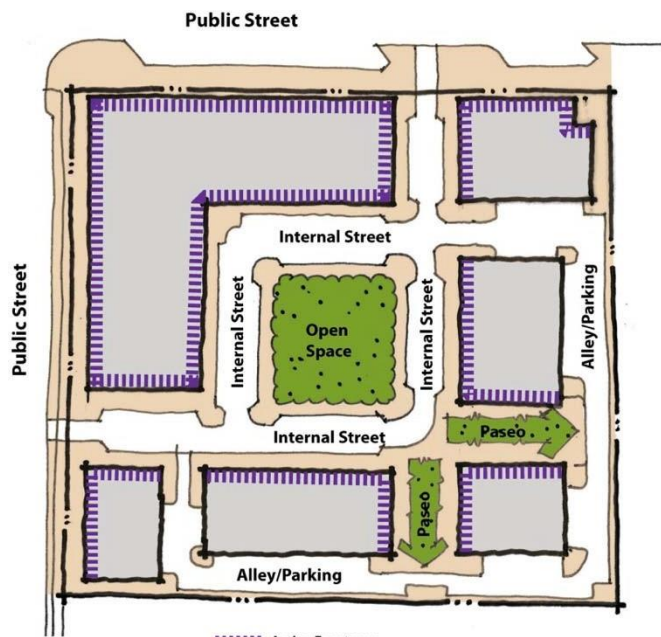 Public Street
Public Street
Internal Street
Internal Street
Open
Space
Internal Street
Alley/Parking
Internal Street
Paseo
Paseo
Alley/Parking